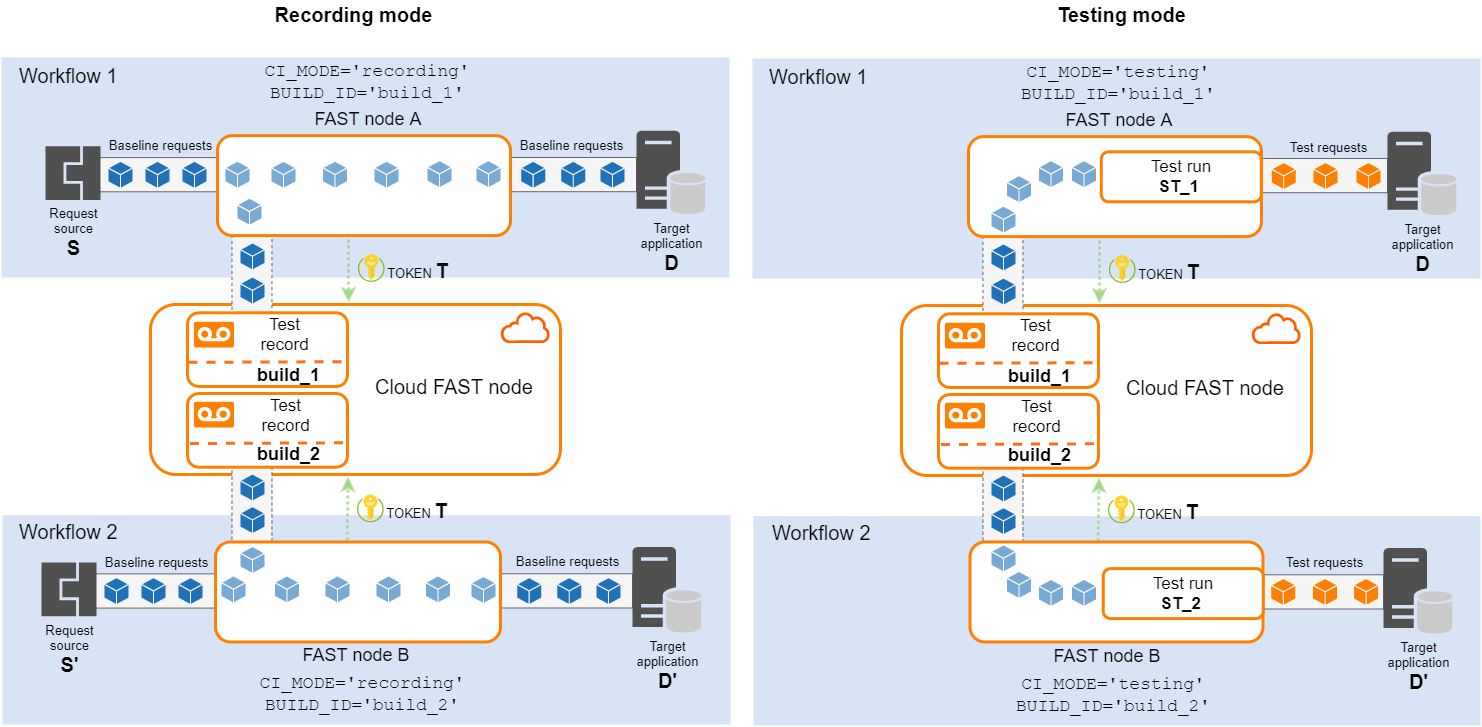 Recording mode
Workflow 1
CI_MODE='recording'
BUILD_ID='build_1'
FAST node A
Baseline requests
Baseline requests
Request
source
S
Target
application
D
TOKEN T
Test
record
build_1
Cloud FAST node
Test
record
build_2
TOKEN T
Workflow 2
Baseline requests
Baseline requests
Request
source
S'
Target
application
D'
FAST node B
CI_MODE='recording'
BUILD_ID='build_2'
Testing mode
Workflow 1
CI_MODE='testing'
BUILD_ID='build_1'
FAST node A
Test run
ST_1
Test requests
Target
application
D
TOKEN T
Test
record
build_1
Cloud FAST node
Test
record
build_2
TOKEN T
Workflow 2
Test run
ST_2
Test requests
Target
application
D'
FAST node B
CI_MODE='testing'
BUILD_ID='build_2'